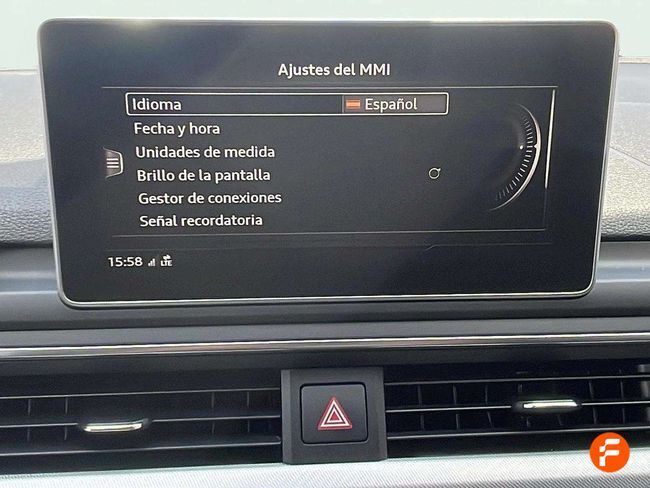 Ajustes del MMI
Idioma Español
Fecha y hora
Unidades de medida
Brillo de la pantalla
Gestor de conexiones
Señal recordatoria
15:58 LTE